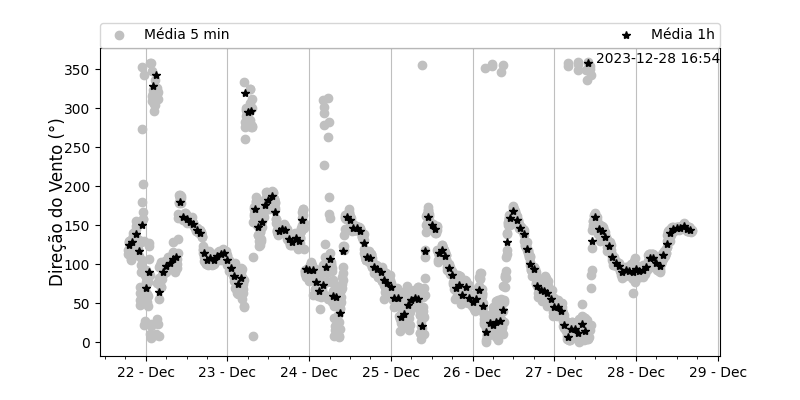 Média 5 min
Média 1h
2023-12-28 16:54
Direção do Vento (°)
350
300
250
200
150
100
50
0
22 - Dec
23 - Dec
24 - Dec
25 - Dec
26 - Dec
27 - Dec
28 - Dec
29 - Dec